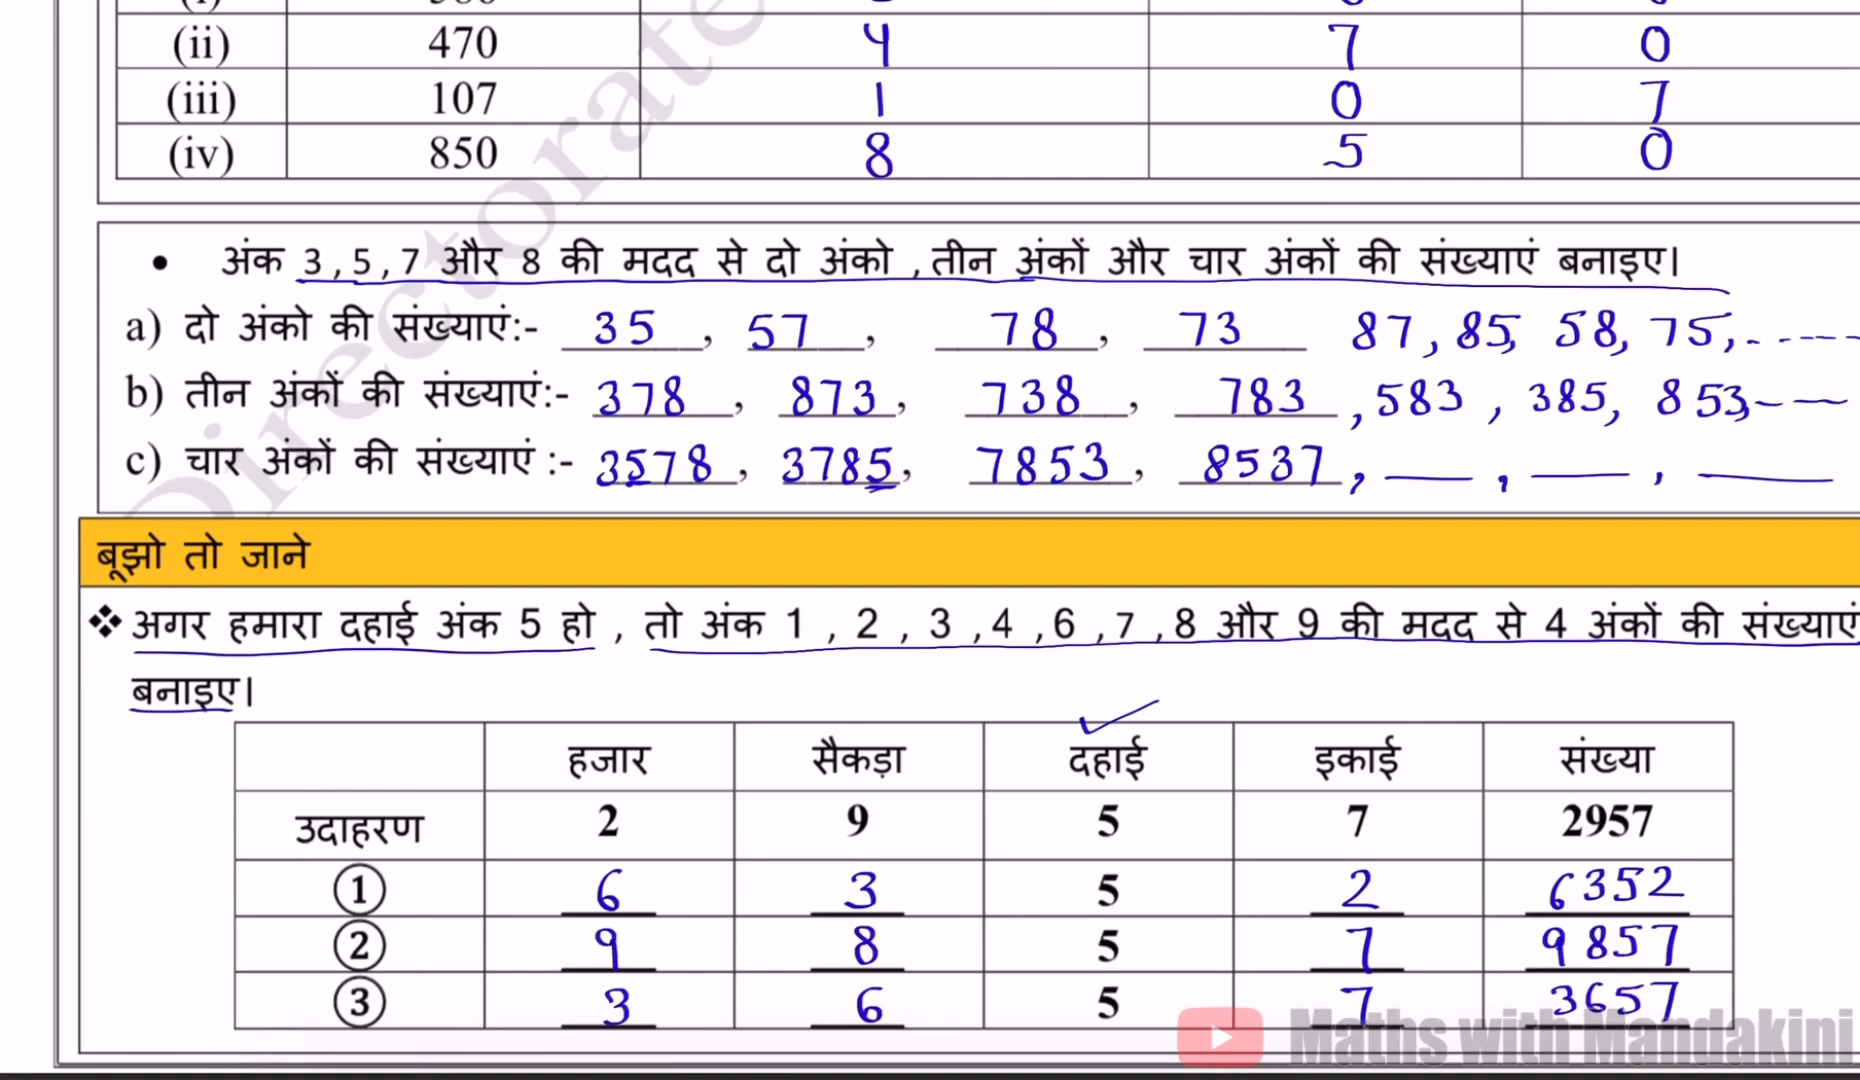 (ii) 470 4 7 0
(iii) 107 1 0 7
(iv) 850 8 5 0
Directorate
• अंक 3,5,7 और 8 की मदद से दो अंको ,तीन अंकों और चार अंकों की संख्याएं बनाइए।
a) दो अंको की संख्याएं:- 35, 57, 78, 73 87, 85, 58, 75,------
b) तीन अंकों की संख्याएं:- 378, 873, 738, 783, 583, 385, 853,--
c) चार अंकों की संख्याएं :- 3578, 3785, 7853, 8537, __, __, __
बूझो तो जाने
❖ अगर हमारा दहाई अंक 5 हो , तो अंक 1 , 2 , 3 ,4 ,6 ,7 ,8 और 9 की मदद से 4 अंकों की संख्याएं
बनाइए।
हजार सैकड़ा दहाई इकाई संख्या
उदाहरण 2 9 5 7 2957
① 6 3 5 2 6352
② 9 8 5 7 9857
③ 3 6 5 7 3657
Maths with Mandakini